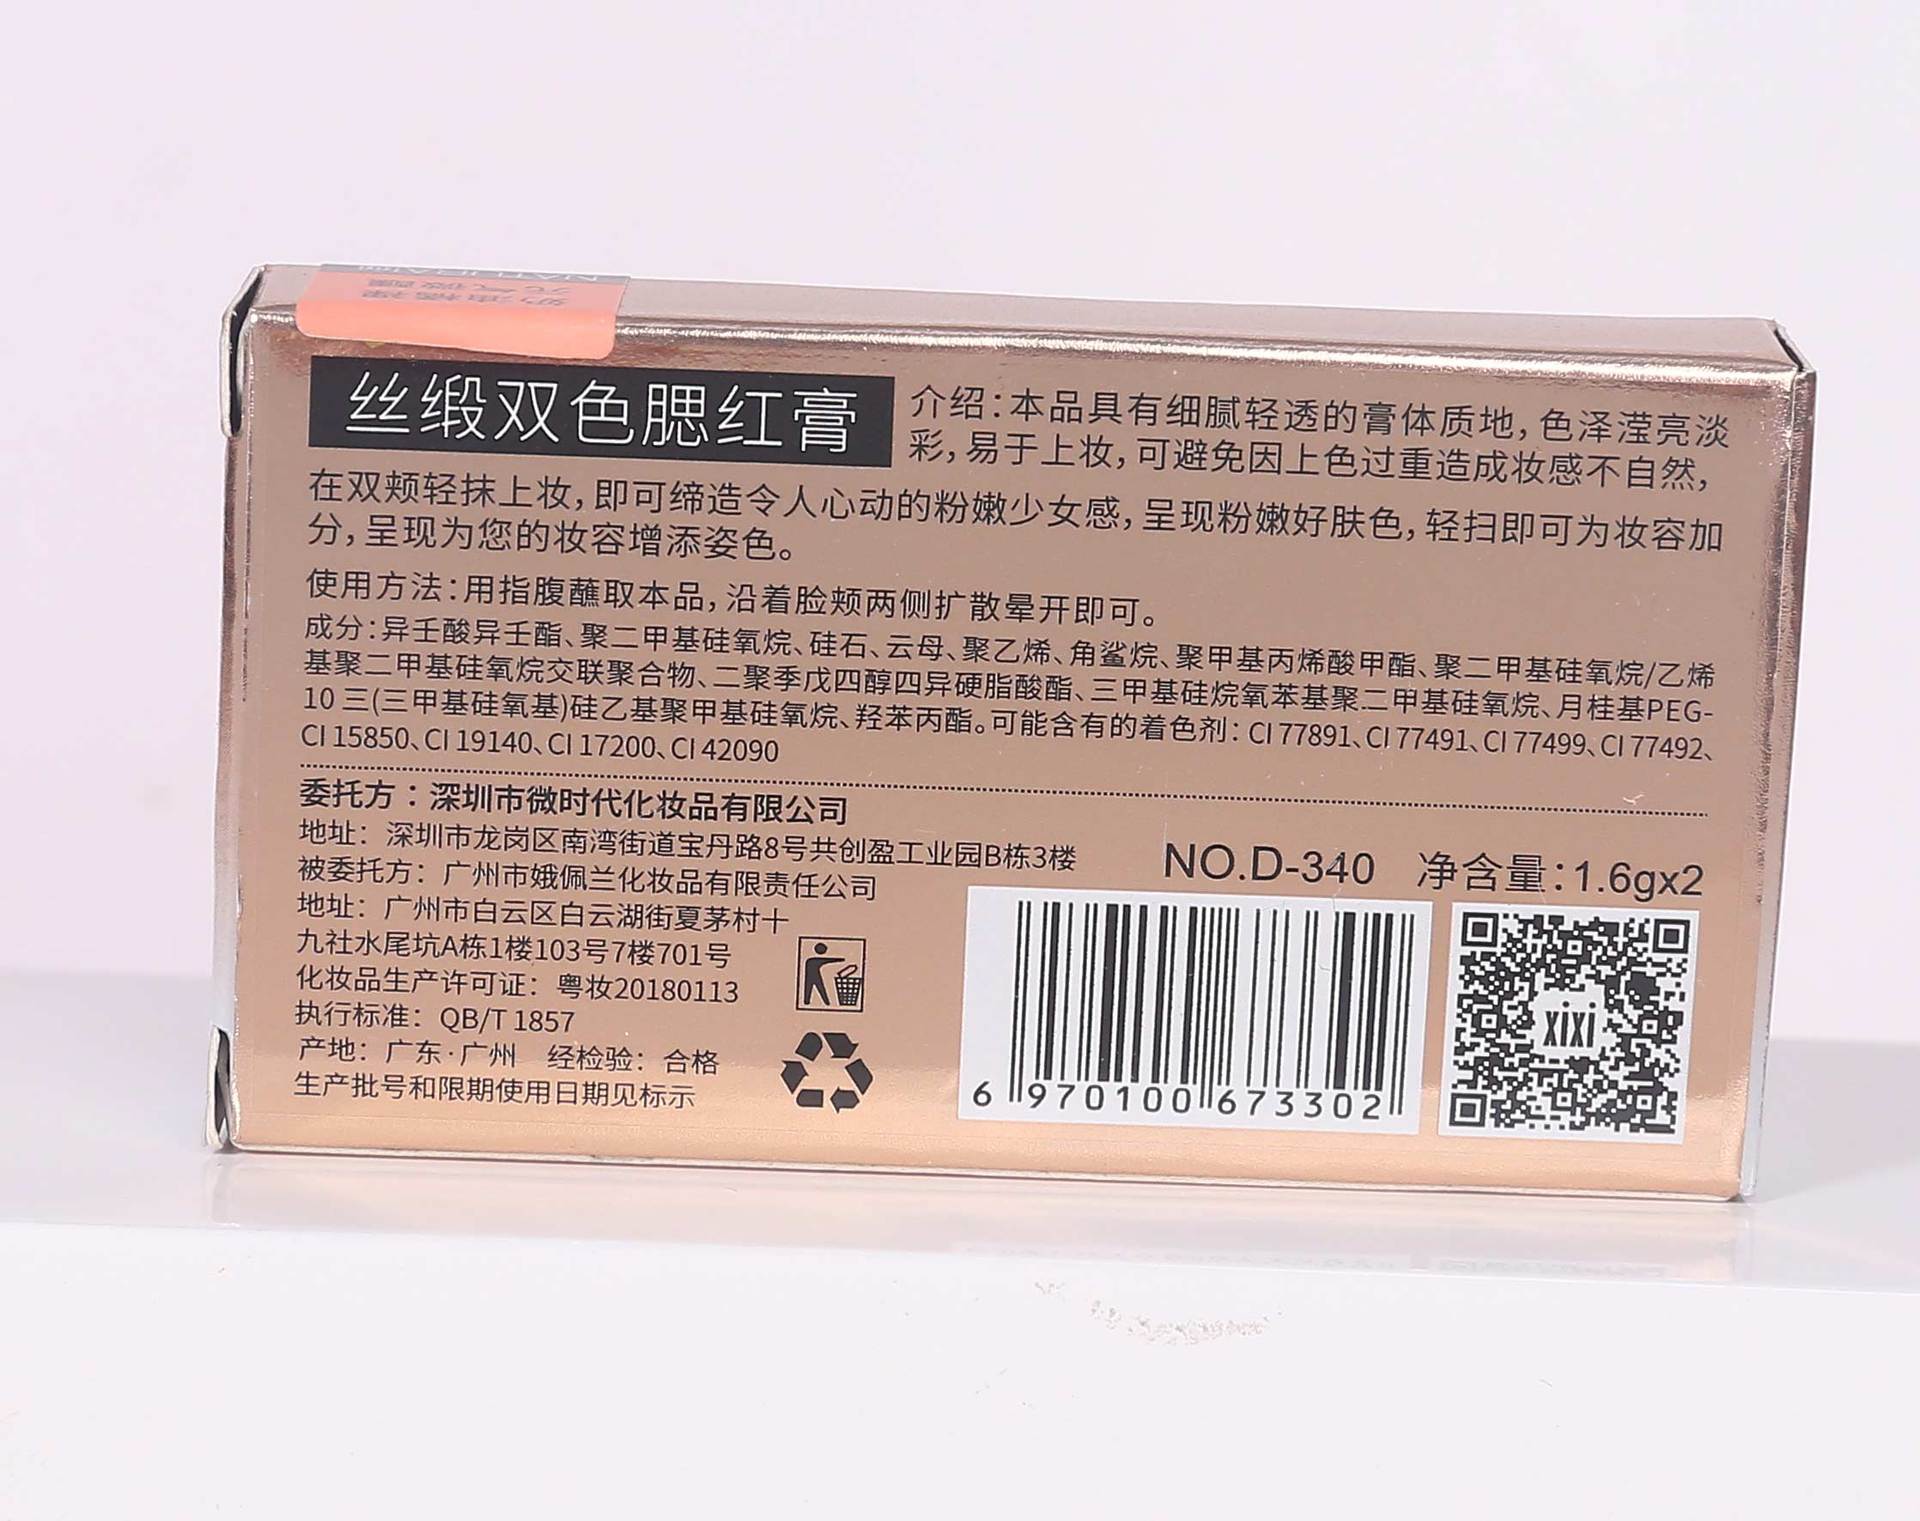 奶油橘檬
元气微醺
丝缎双色腮红膏
介绍：本品具有细腻轻透的膏体质地，色泽滢亮淡
彩，易于上妆，可避免因上色过重造成妆感不自然，
在双颊轻抹上妆，即可缔造令人心动的粉嫩少女感，呈现粉嫩好肤色，轻扫即可为妆容加
分，呈现为您的妆容增添姿色。
使用方法：用指腹蘸取本品，沿着脸颊两侧扩散晕开即可。
成分：异壬酸异壬酯、聚二甲基硅氧烷、硅石、云母、聚乙烯、角鲨烷、聚甲基丙烯酸甲酯、聚二甲基硅氧烷/乙烯
基聚二甲基硅氧烷交联聚合物、二聚季戊四醇四异硬脂酸酯、三甲基硅烷氧苯基聚二甲基硅氧烷、月桂基PEG-
10 三(三甲基硅氧基)硅乙基聚甲基硅氧烷、羟苯丙酯。可能含有的着色剂：CI 77891、CI 77491、CI 77499、CI 77492、
CI 15850、CI 19140、CI 17200、CI 42090
委托方：深圳市微时代化妆品有限公司
地址：深圳市龙岗区南湾街道宝丹路8号共创盈工业园B栋3楼
被委托方：广州市娥佩兰化妆品有限责任公司
地址：广州市白云区白云湖街夏茅村十
九社水尾坑A栋1楼103号7楼701号
化妆品生产许可证：粤妆20180113
执行标准：QB/T 1857
产地：广东·广州 经检验：合格
生产批号和限期使用日期见标示
NO.D-340 净含量：1.6gx2
6 970100 673302
xixi